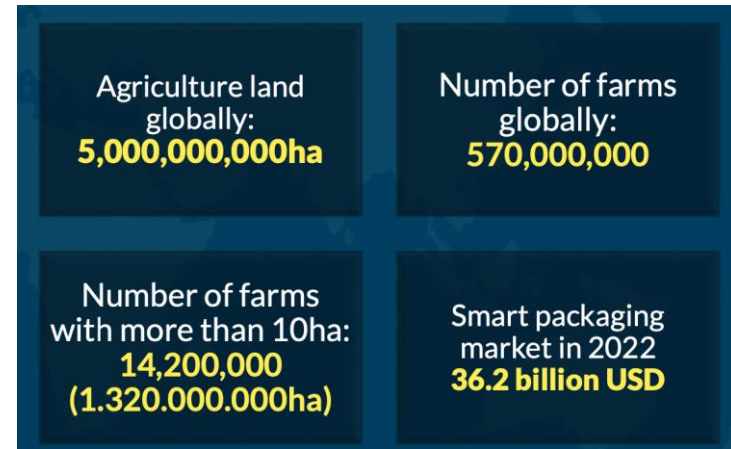 Agriculture land
globally:
5,000,000,000ha
Number of farms
globally:
570,000,000
Number of farms
with more than 10ha:
14,200,000
(1.320.000.000ha)
Smart packaging
market in 2022
36.2 billion USD